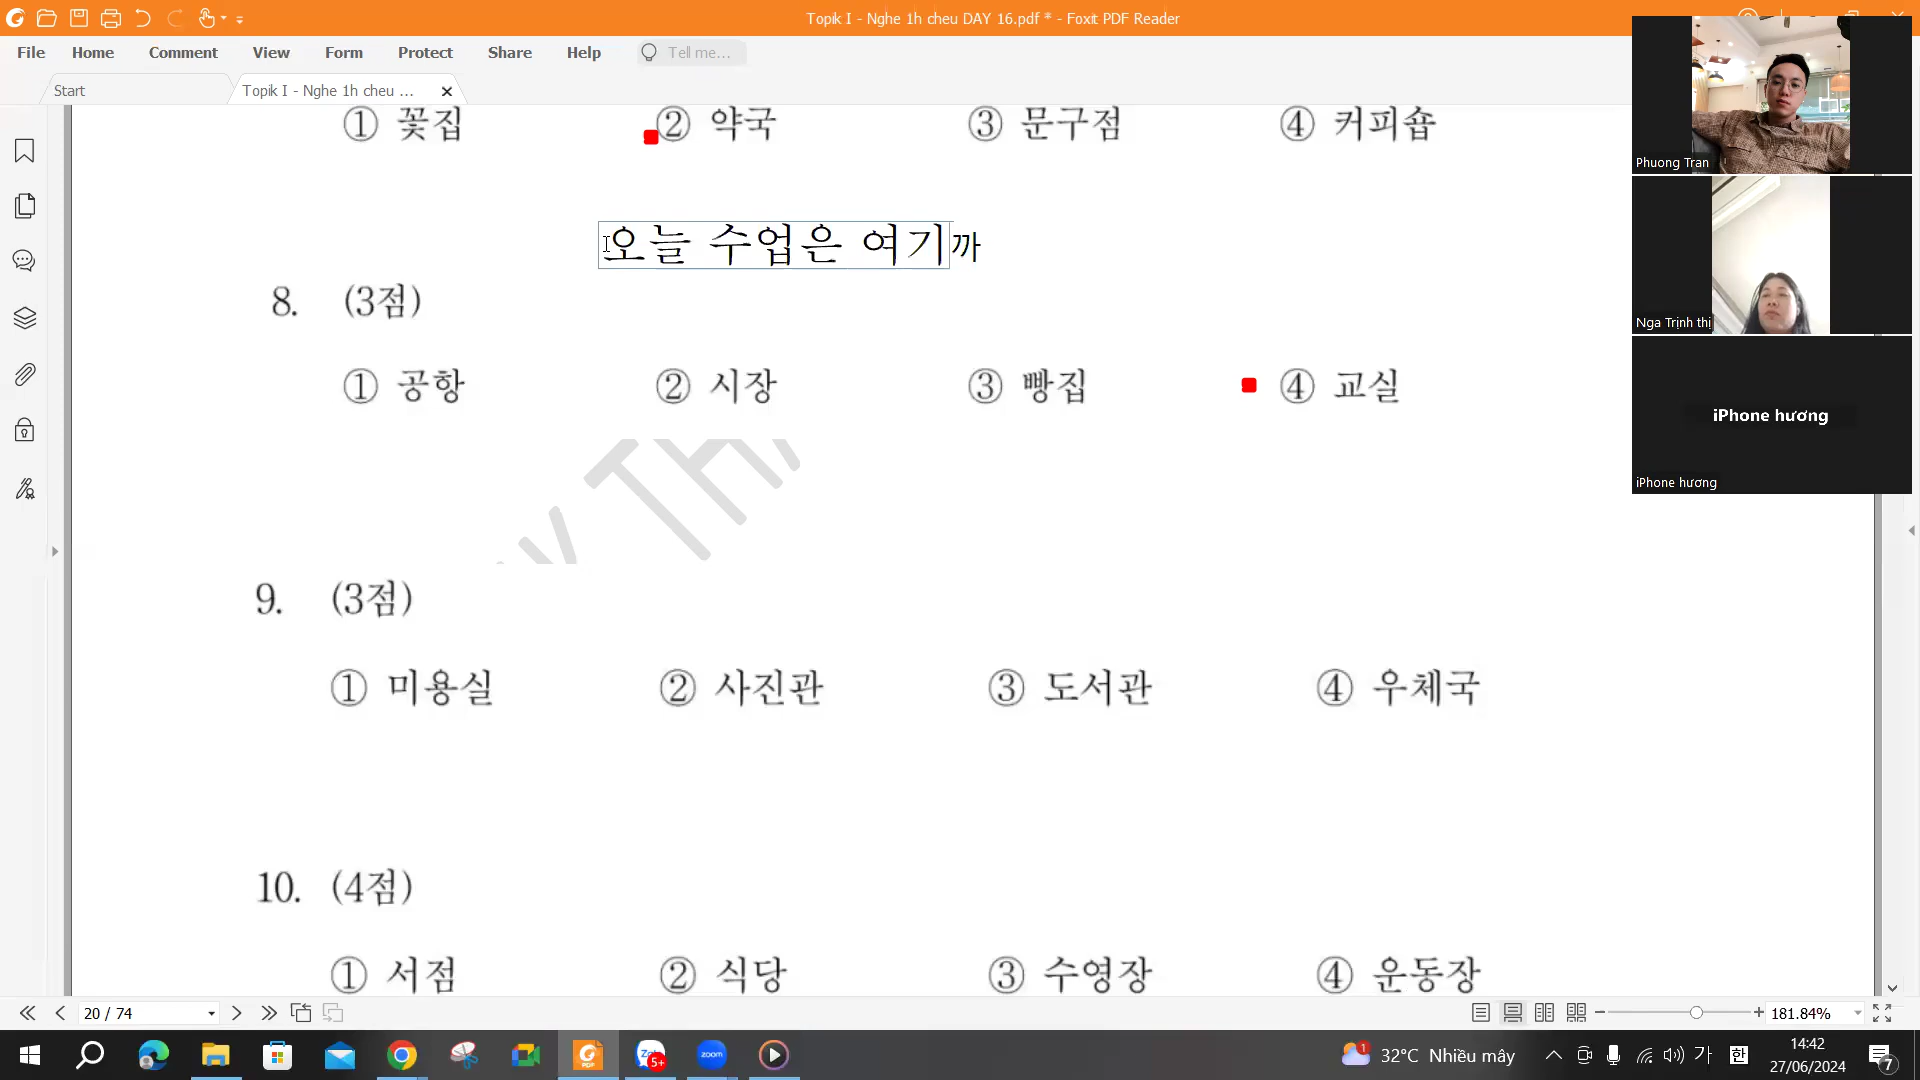 Topik I - Nghe 1h cheu DAY 16.pdf * - Foxit PDF Reader
File Home Comment View Form Protect Share Help Tell me...
Start Topik I - Nghe 1h cheu ...
① 꽃집 ② 약국 ③ 문구점 ④ 커피숍
오늘 수업은 여기까
8. (3점)
① 공항 ② 시장 ③ 빵집 ④ 교실
9. (3점)
① 미용실 ② 사진관 ③ 도서관 ④ 우체국
10. (4점)
① 서점 ② 식당 ③ 수영장 ④ 운동장
Phuong Tran
Nga Trịnh thị
iPhone hương
iPhone hương
20 / 74
181.84%
5+
zoom
32°C Nhiều mây
가 한
14:42
27/06/2024
7